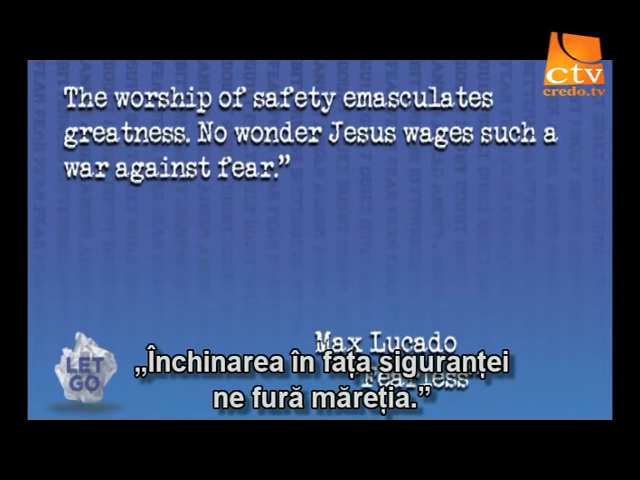 ctv
credo.tv
The worship of safety emasculates
greatness. No wonder Jesus wages such a
war against fear.”
Max Lucado
Fearless
LET
GO
„Închinarea în fața siguranței
ne fură măreția.”